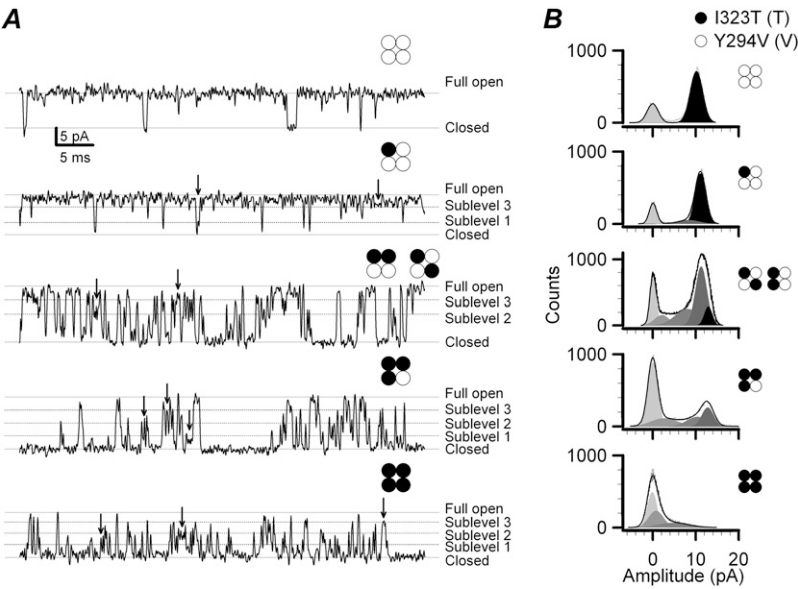 A
Full open
Closed
5 pA
5 ms
Full open
Sublevel 3
Sublevel 1
Closed
Full open
Sublevel 3
Sublevel 2
Closed
Full open
Sublevel 3
Sublevel 2
Sublevel 1
Closed
Full open
Sublevel 3
Sublevel 2
Sublevel 1
Closed
B
I323T (T)
Y294V (V)
1000
0
1000
0
1000
0
1000
0
1000
0
Counts
0 10 20
Amplitude (pA)